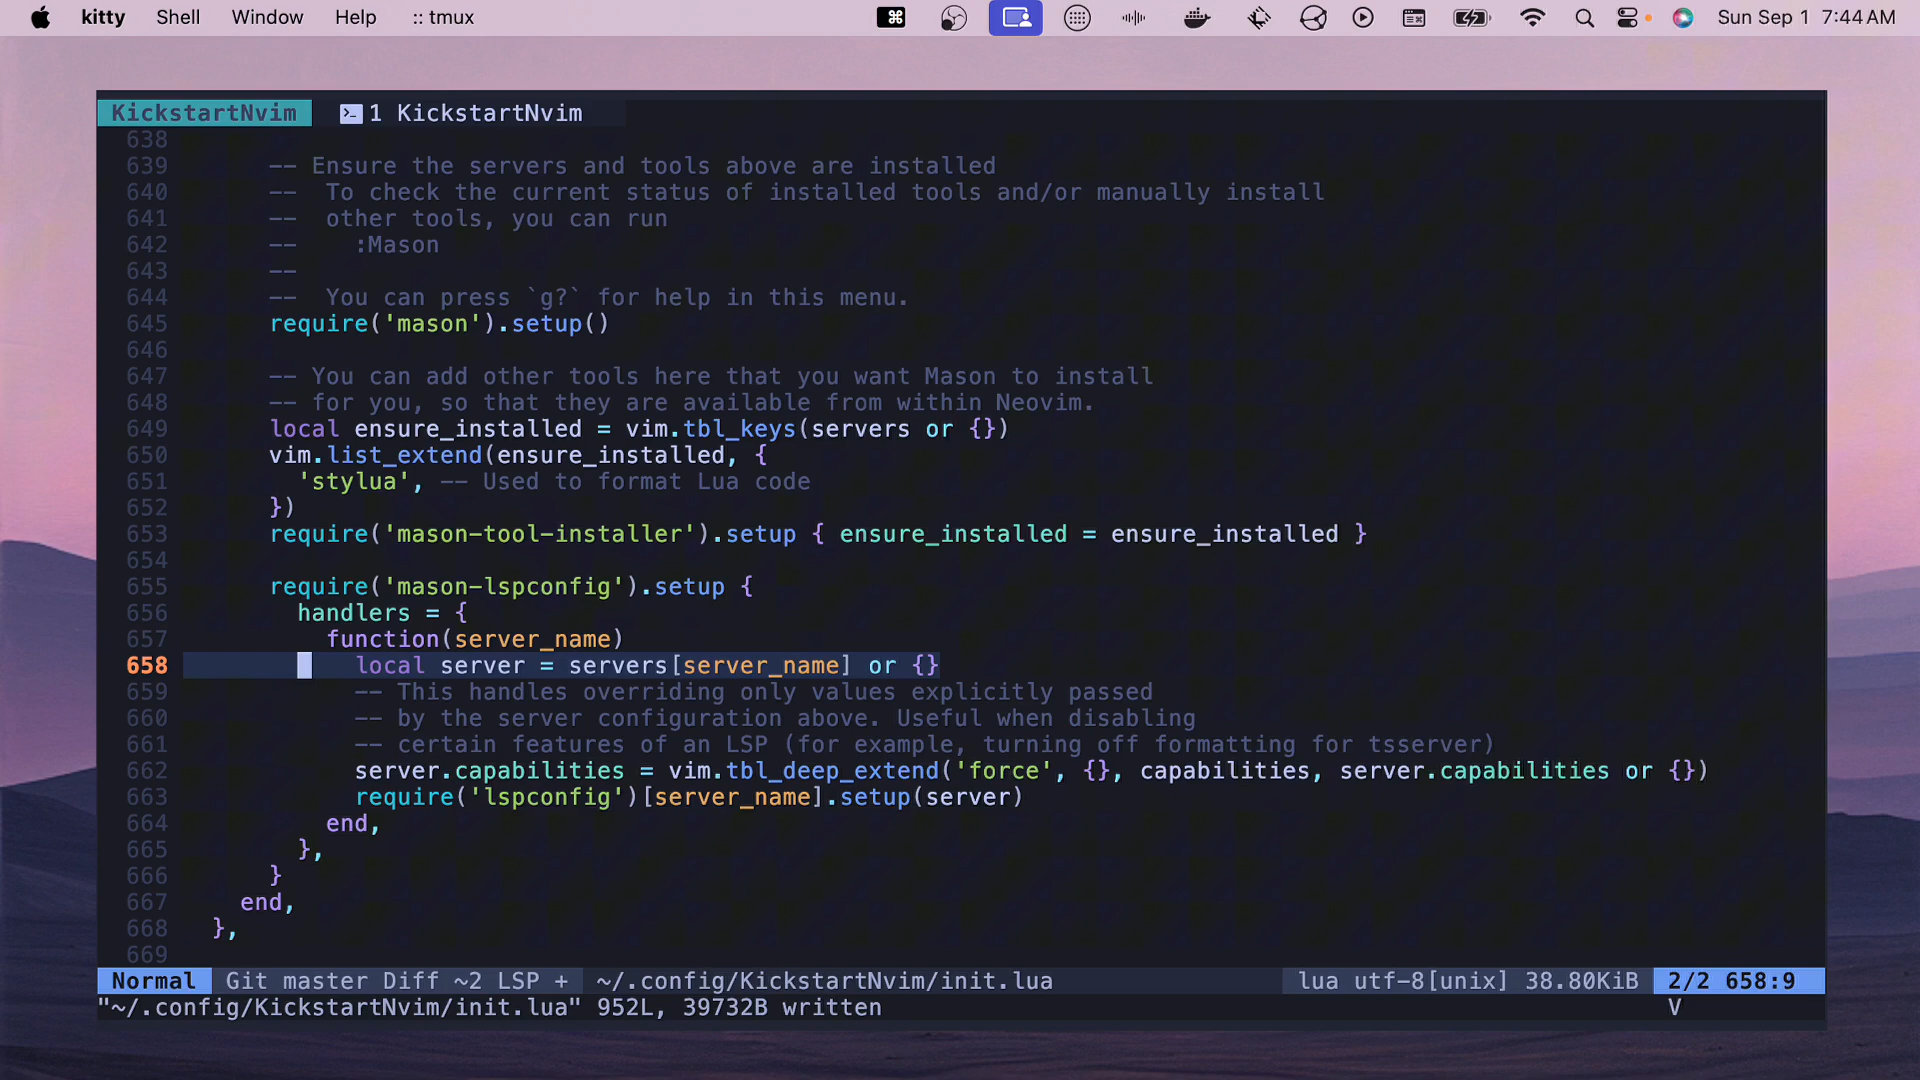 kitty Shell Window Help :: tmux Sun Sep 1 7:44 AM
KickstartNvim 1 KickstartNvim
638
639 -- Ensure the servers and tools above are installed
640 --  To check the current status of installed tools and/or manually install
641 --  other tools, you can run
642 --    :Mason
643 --
644 --  You can press `g?` for help in this menu.
645 require('mason').setup()
646
647 -- You can add other tools here that you want Mason to install
648 -- for you, so that they are available from within Neovim.
649 local ensure_installed = vim.tbl_keys(servers or {})
650 vim.list_extend(ensure_installed, {
651   'stylua', -- Used to format Lua code
652 })
653 require('mason-tool-installer').setup { ensure_installed = ensure_installed }
654
655 require('mason-lspconfig').setup {
656   handlers = {
657     function(server_name)
658       local server = servers[server_name] or {}
659       -- This handles overriding only values explicitly passed
660       -- by the server configuration above. Useful when disabling
661       -- certain features of an LSP (for example, turning off formatting for tsserver)
662       server.capabilities = vim.tbl_deep_extend('force', {}, capabilities, server.capabilities or {})
663       require('lspconfig')[server_name].setup(server)
664     end,
665   },
666 }
667 end,
668 },
669
Normal Git master Diff ~2 LSP + ~/.config/KickstartNvim/init.lua lua utf-8[unix] 38.80KiB 2/2 658:9
"~/.config/KickstartNvim/init.lua" 952L, 39732B written V